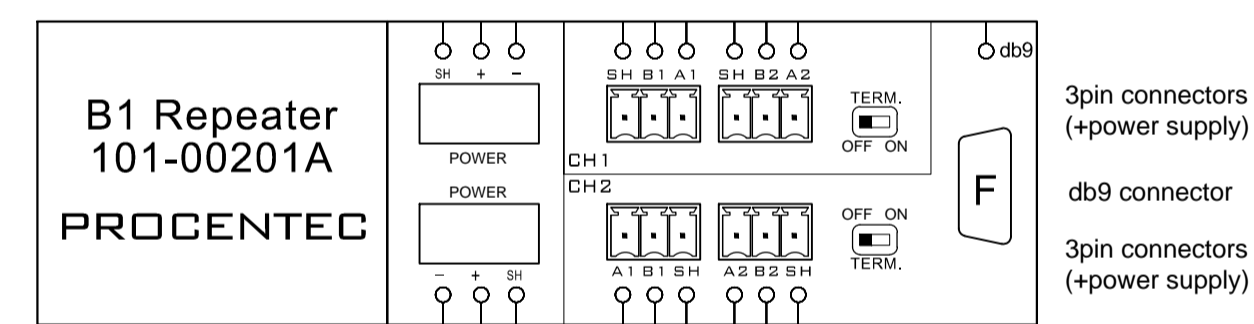 B1 Repeater
101-00201A
PROCENTEC
SH + −
POWER
POWER
− + SH
SH B1 A1 SH B2 A2
TERM.
OFF ON
CH1
CH2
OFF ON
TERM.
A1 B1 SH A2 B2 SH
db9
F
3pin connectors
(+power supply)
db9 connector
3pin connectors
(+power supply)